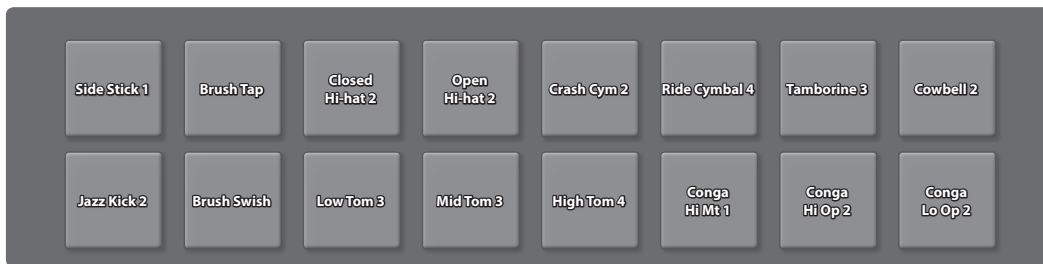 Side Stick 1
Brush Tap
Closed
Hi-hat 2
Open
Hi-hat 2
Crash Cym 2
Ride Cymbal 4
Tamborine 3
Cowbell 2
Jazz Kick 2
Brush Swish
Low Tom 3
Mid Tom 3
High Tom 4
Conga
Hi Mt 1
Conga
Hi Op 2
Conga
Lo Op 2